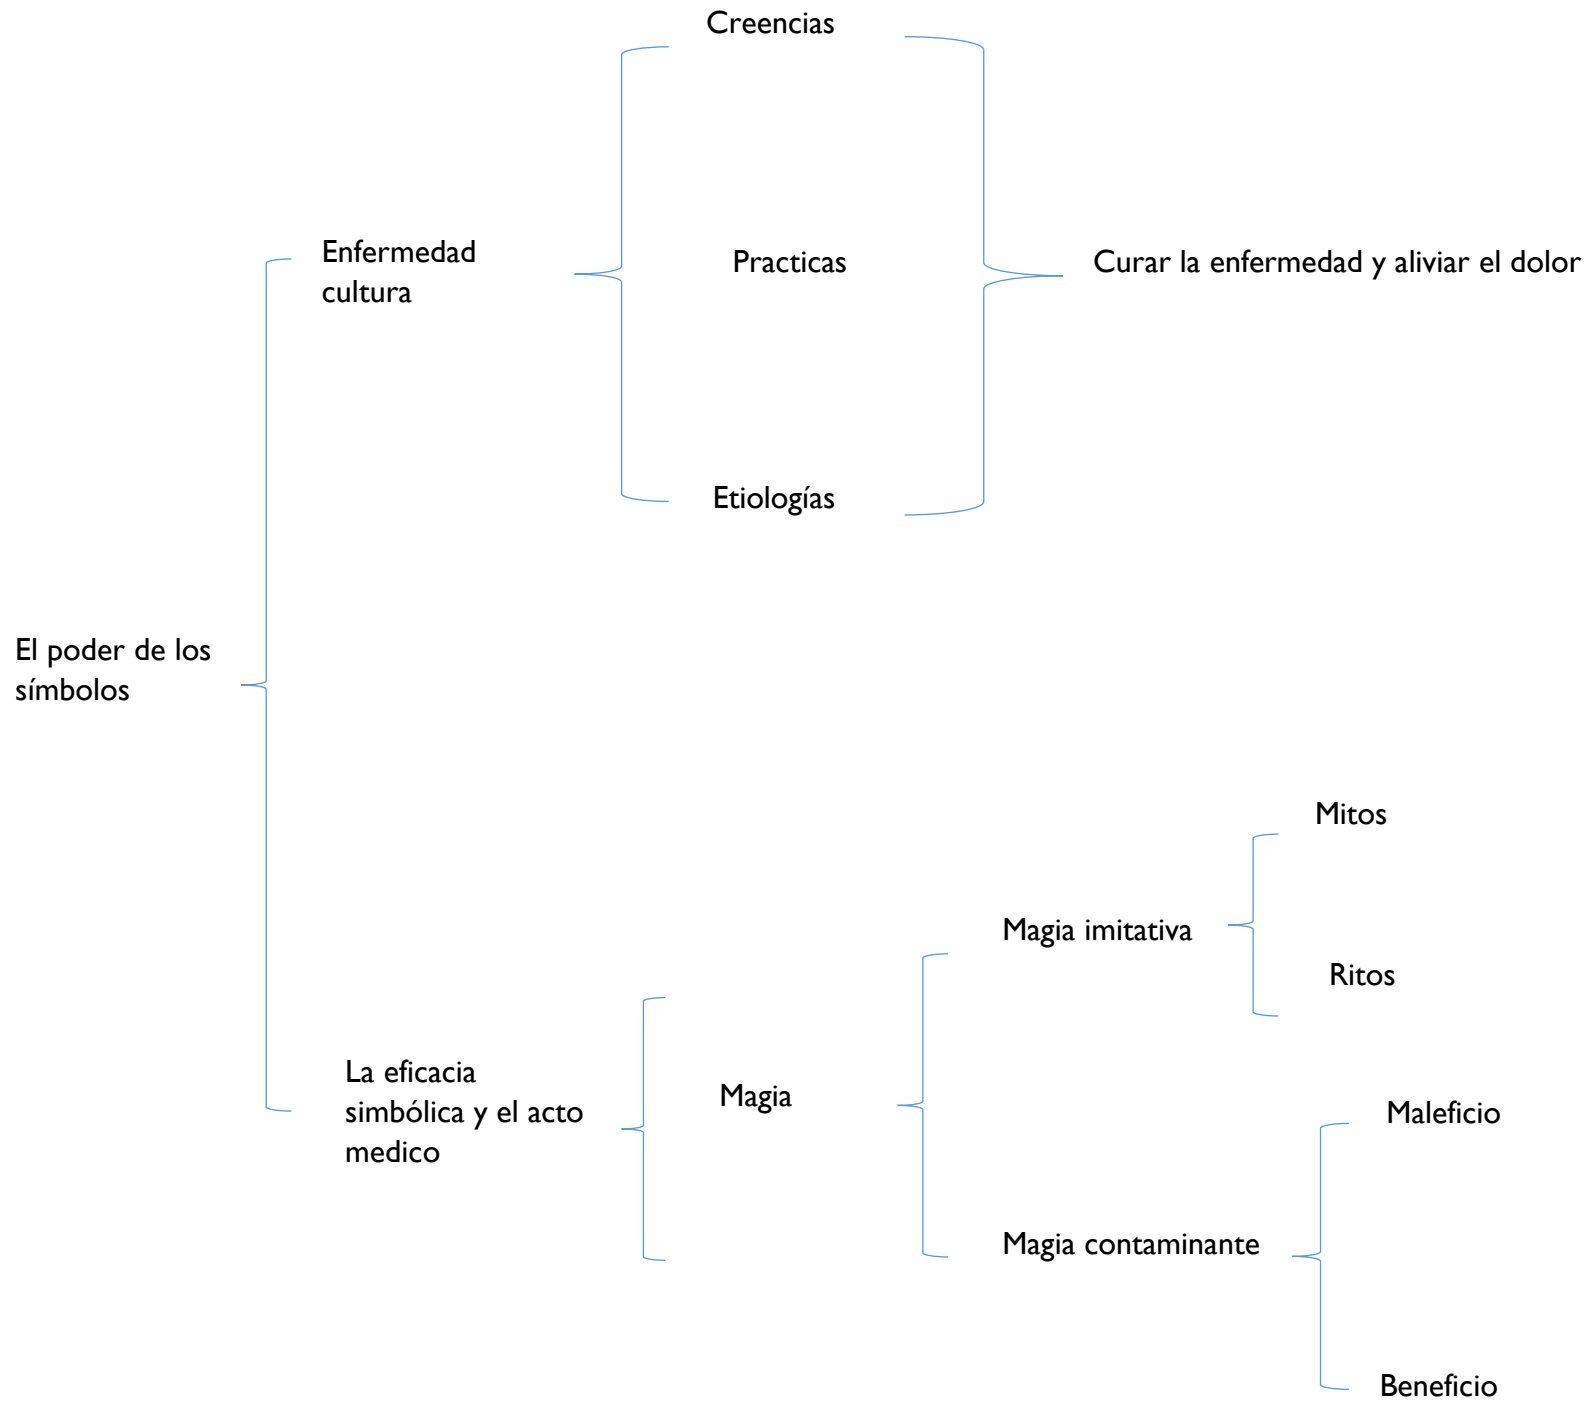 Creencias
Enfermedad
cultura
Practicas
Curar la enfermedad y aliviar el dolor
Etiologías
El poder de los
símbolos
Mitos
Magia imitativa
Ritos
La eficacia
simbólica y el acto
medico
Magia
Maleficio
Magia contaminante
Beneficio